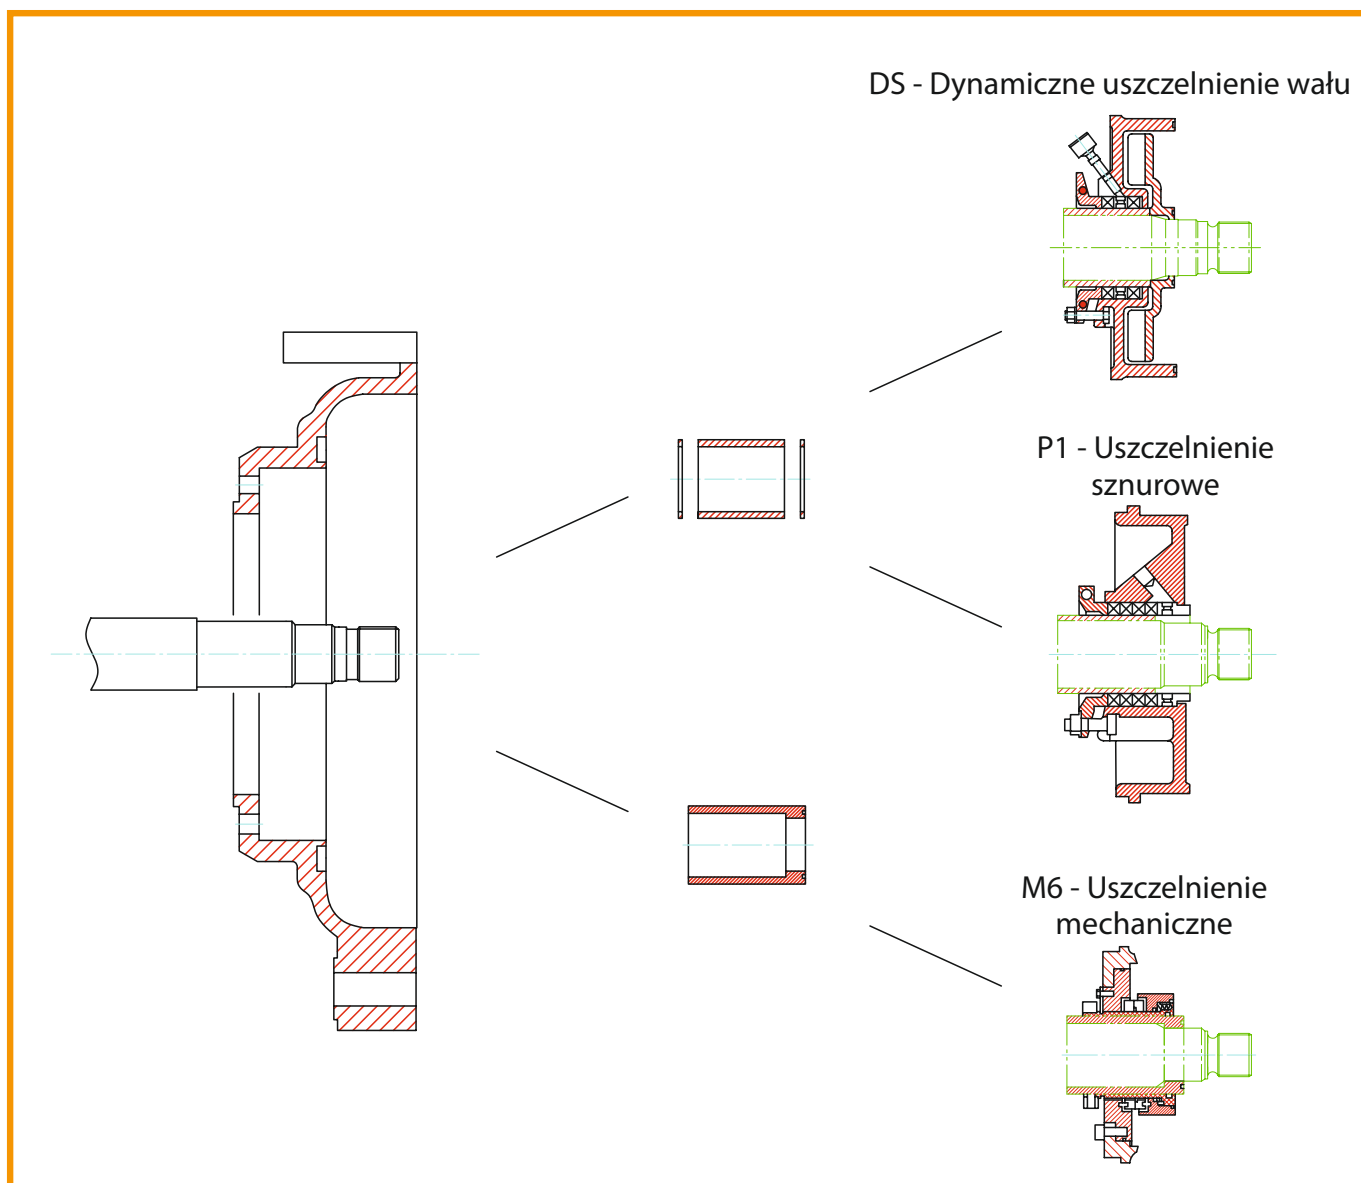 DS - Dynamiczne uszczelnienie wału
P1 - Uszczelnienie
sznurowe
M6 - Uszczelnienie
mechaniczne